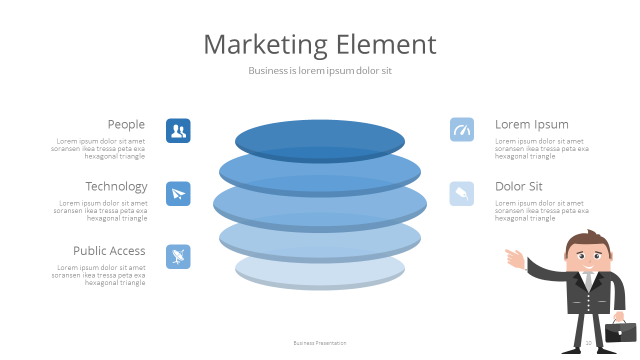 Marketing Element
Business is lorem ipsum dolor sit
People
Lorem ipsum dolor sit amet
soransen ikea tressa peta exa
hexagonal triangle
Technology
Lorem ipsum dolor sit amet
soransen ikea tressa peta exa
hexagonal triangle
Public Access
Lorem ipsum dolor sit amet
soransen ikea tressa peta exa
hexagonal triangle
Lorem Ipsum
Lorem ipsum dolor sit amet
soransen ikea tressa peta exa
hexagonal triangle
Dolor Sit
Lorem ipsum dolor sit amet
soransen ikea tressa peta exa
hexagonal triangle
Business Presentation